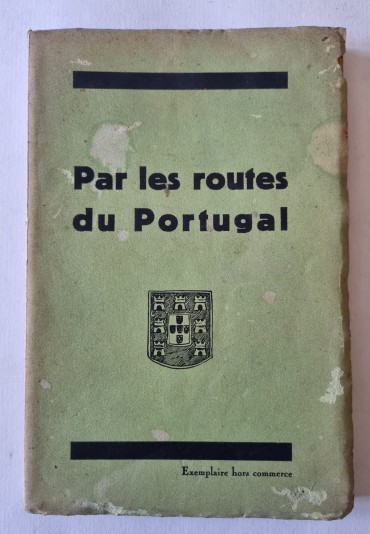 Par les routes
du Portugal
Exemplaire hors commerce